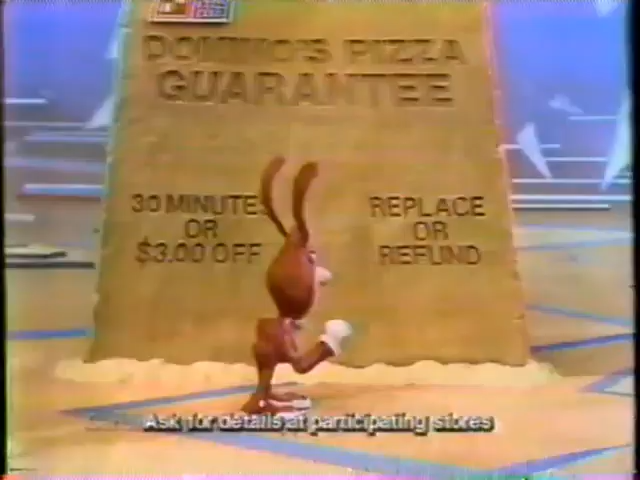 DOMINO'S PIZZA
GUARANTEE
30 MINUTES
OR
$3.00 OFF
REPLACE
OR
REFUND
Ask for details at participating stores